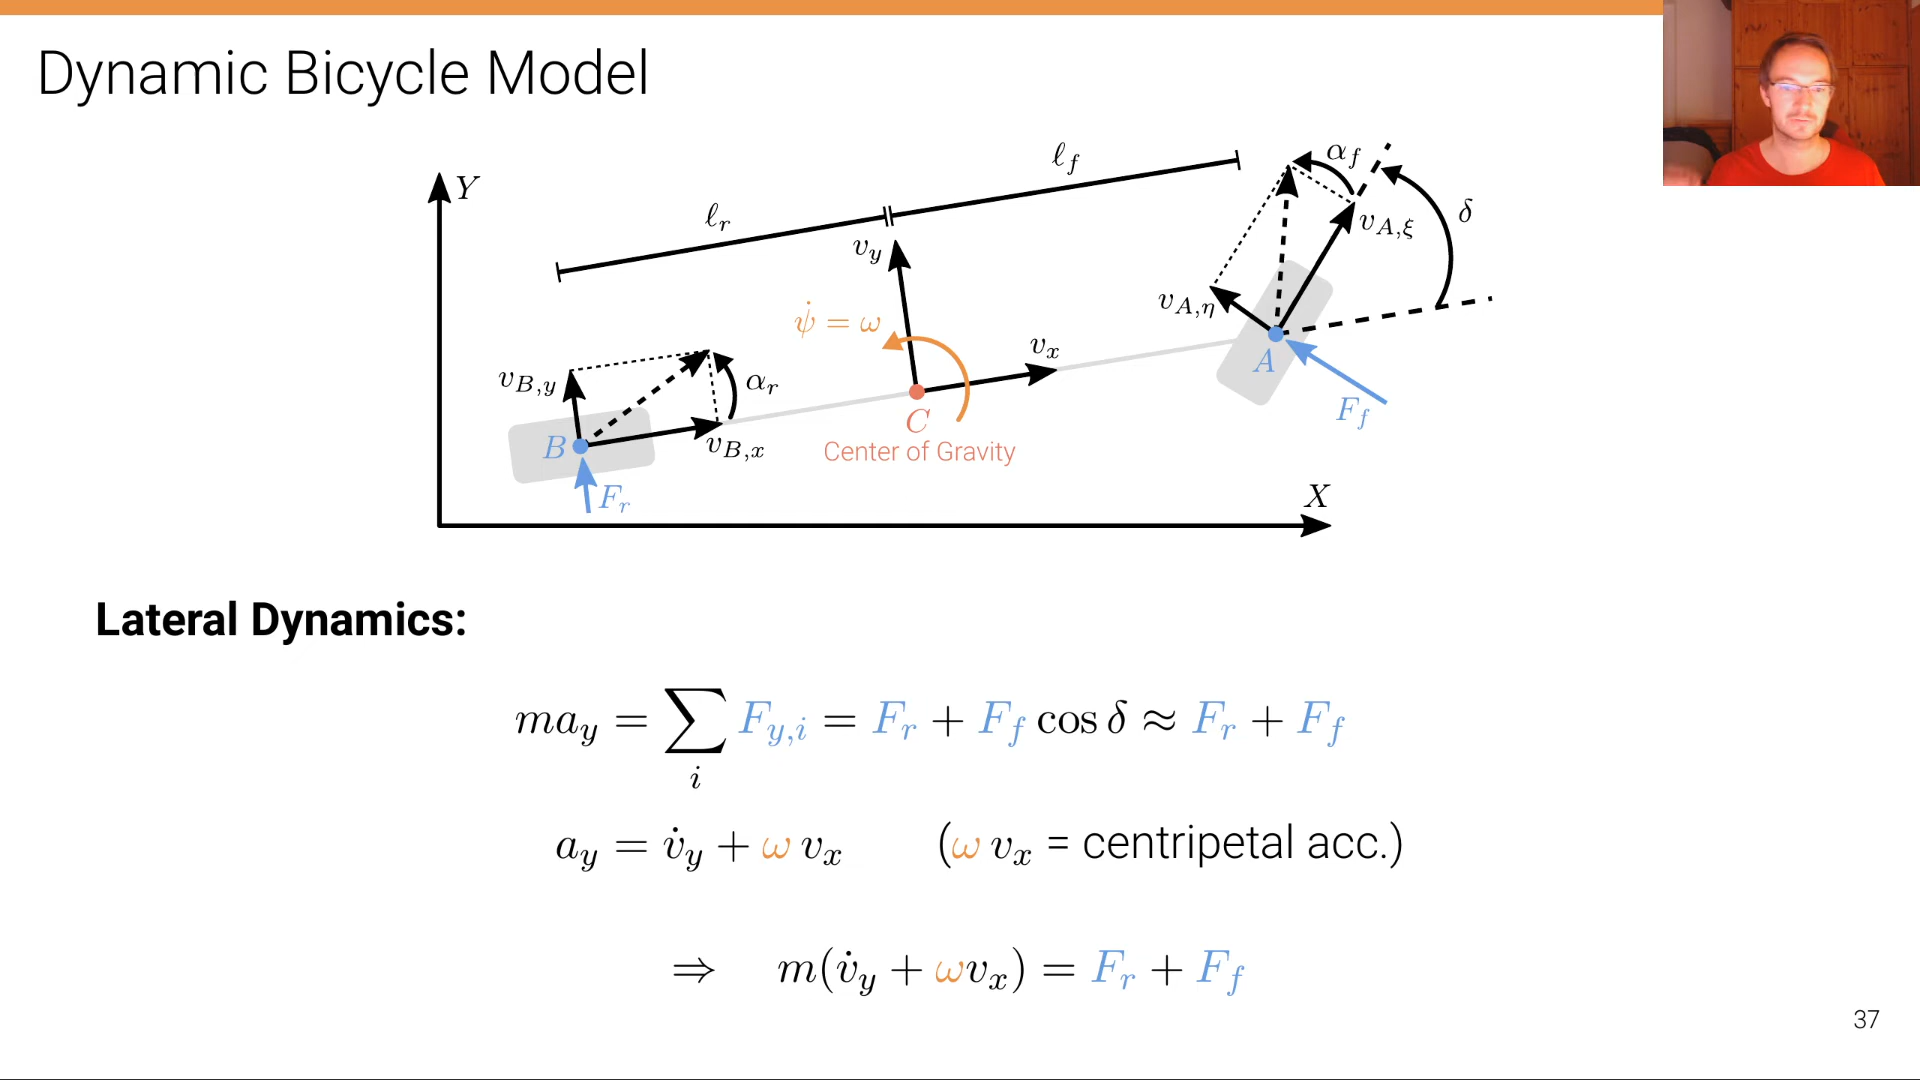 Dynamic Bicycle Model
Y
ℓ_r
ℓ_f
α_f
δ
v_{A,ξ}
v_{A,η}
A
F_f
v_y
ψ̇ = ω
v_x
C
Center of Gravity
v_{B,y}
α_r
B
v_{B,x}
F_r
X
Lateral Dynamics:
ma_y = ∑_i F_{y,i} = F_r + F_f cos δ ≈ F_r + F_f
a_y = v̇_y + ω v_x (ω v_x = centripetal acc.)
⇒ m(v̇_y + ωv_x) = F_r + F_f
37